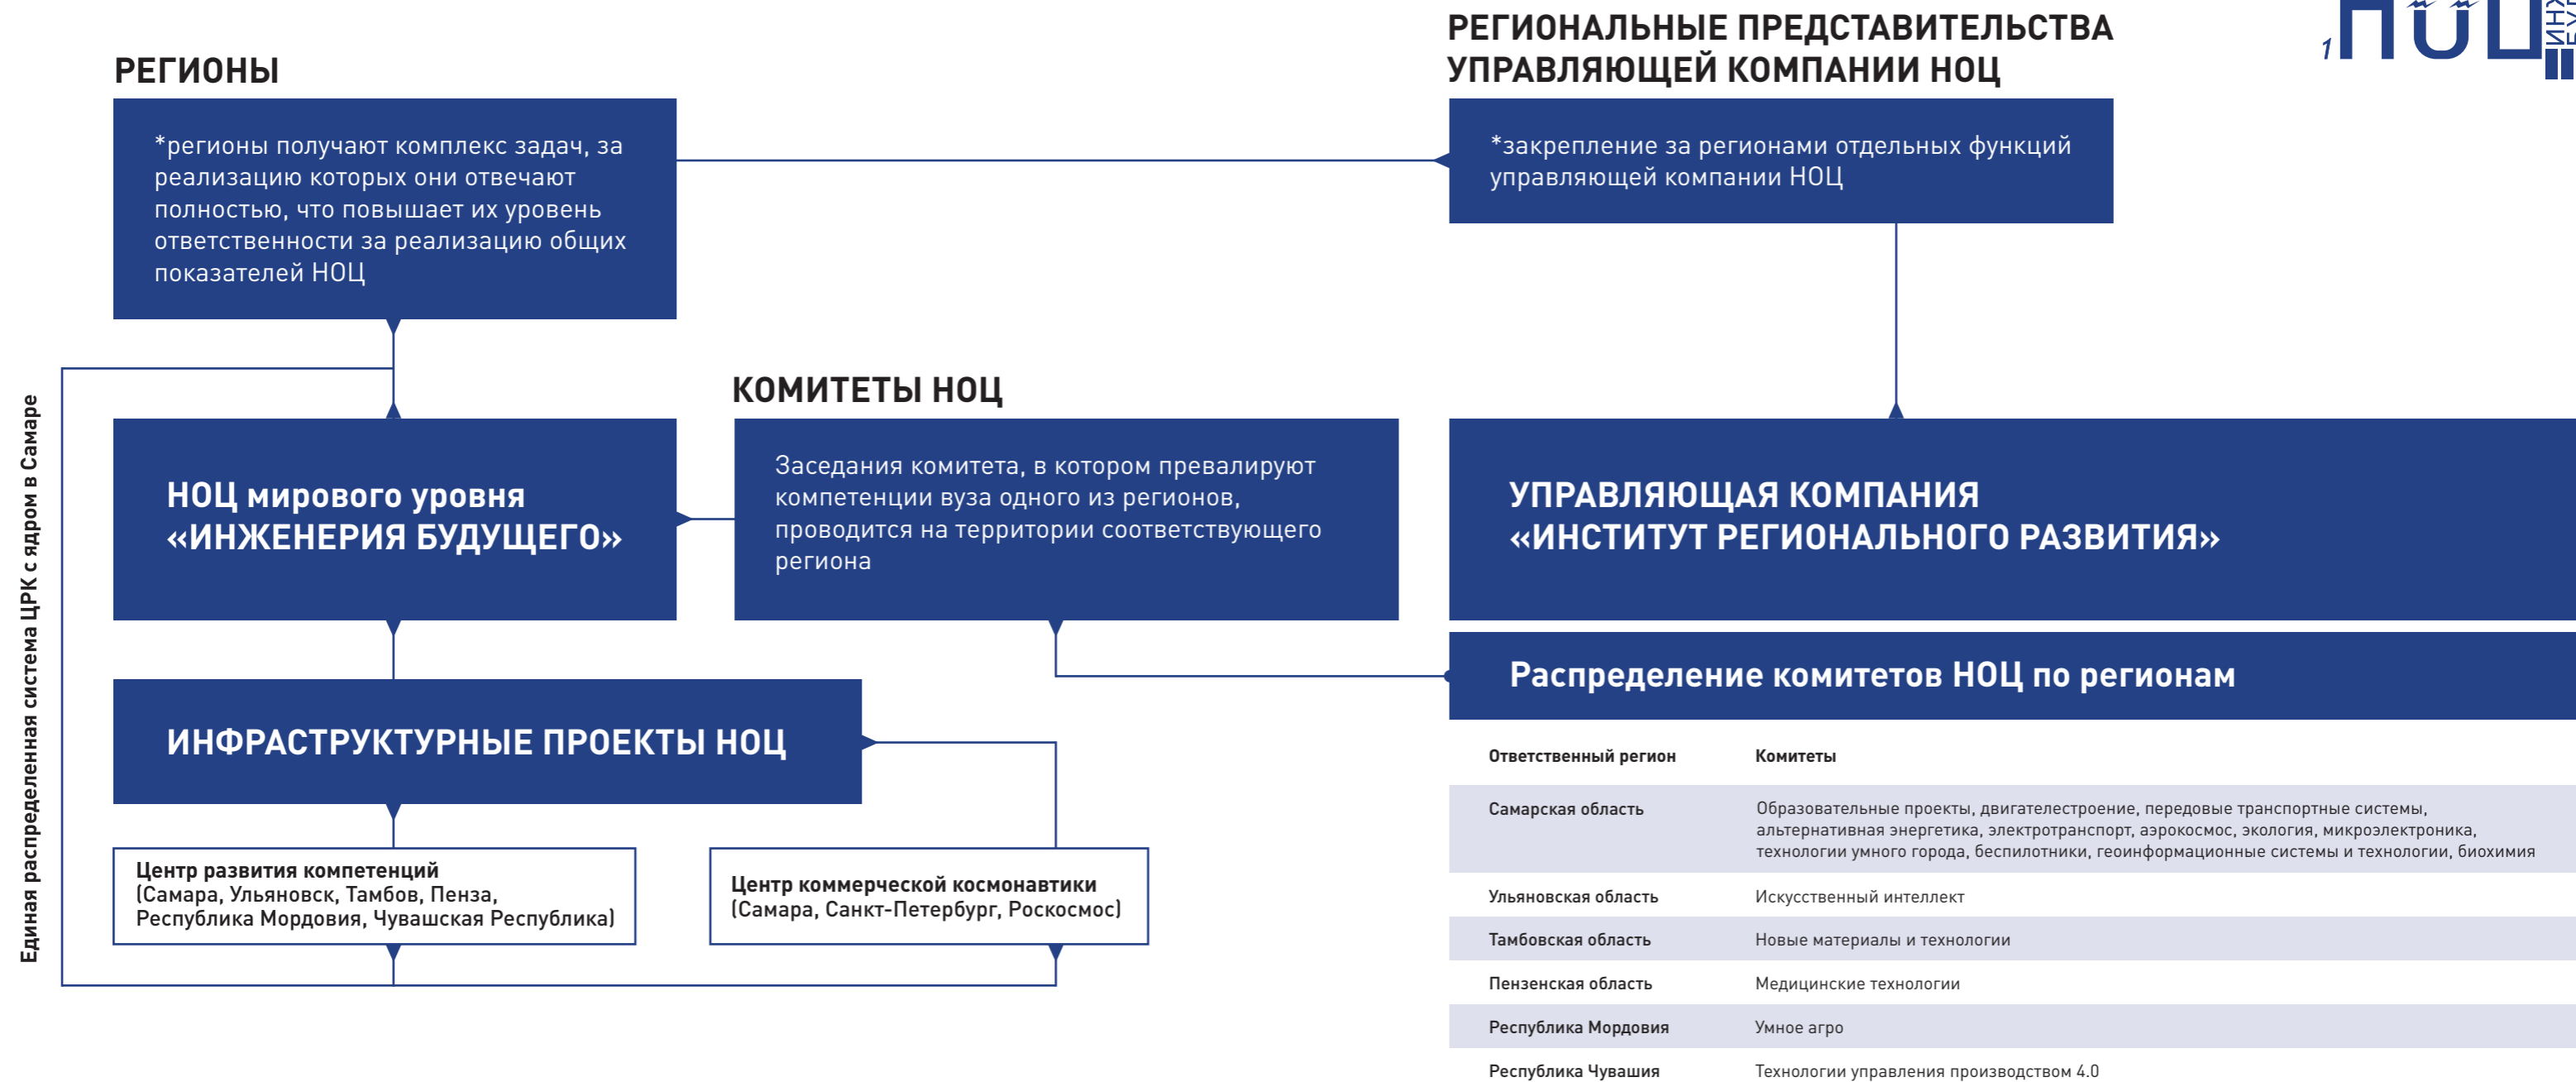 РЕГИОНЫ
*регионы получают комплекс задач, за
реализацию которых они отвечают
полностью, что повышает их уровень
ответственности за реализацию общих
показателей НОЦ
РЕГИОНАЛЬНЫЕ ПРЕДСТАВИТЕЛЬСТВА
УПРАВЛЯЮЩЕЙ КОМПАНИИ НОЦ
*закрепление за регионами отдельных функций
управляющей компании НОЦ
1
НОЦ
Единая распределенная система ЦРК с ядром в Самаре
НОЦ мирового уровня
«ИНЖЕНЕРИЯ БУДУЩЕГО»
КОМИТЕТЫ НОЦ
Заседания комитета, в котором превалируют
компетенции вуза одного из регионов,
проводится на территории соответствующего
региона
УПРАВЛЯЮЩАЯ КОМПАНИЯ
«ИНСТИТУТ РЕГИОНАЛЬНОГО РАЗВИТИЯ»
ИНФРАСТРУКТУРНЫЕ ПРОЕКТЫ НОЦ
Центр развития компетенций
(Самара, Ульяновск, Тамбов, Пенза,
Республика Мордовия, Чувашская Республика)
Центр коммерческой космонавтики
(Самара, Санкт-Петербург, Роскосмос)
Распределение комитетов НОЦ по регионам
Ответственный регион Комитеты
Самарская область Образовательные проекты, двигателестроение, передовые транспортные системы,
альтернативная энергетика, электротранспорт, аэрокосмос, экология, микроэлектроника,
технологии умного города, беспилотники, геоинформационные системы и технологии, биохимия
Ульяновская область Искусственный интеллект
Тамбовская область Новые материалы и технологии
Пензенская область Медицинские технологии
Республика Мордовия Умное агро
Республика Чувашия Технологии управления производством 4.0